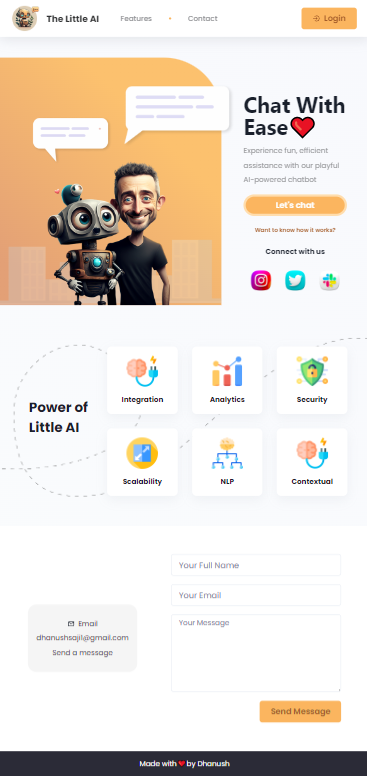 The Little AI
Features
Contact
Login
Chat With
Ease❤️
Experience fun, efficient
assistance with our playful
AI-powered chatbot
Let's chat
Want to know how it works?
Connect with us
Power of
Little AI
Integration
Analytics
Security
Scalability
NLP
Contextual
Email
dhanushsajil@gmail.com
Send a message
Your Full Name
Your Email
Your Message
Send Message
Made with ❤️ by Dhanush